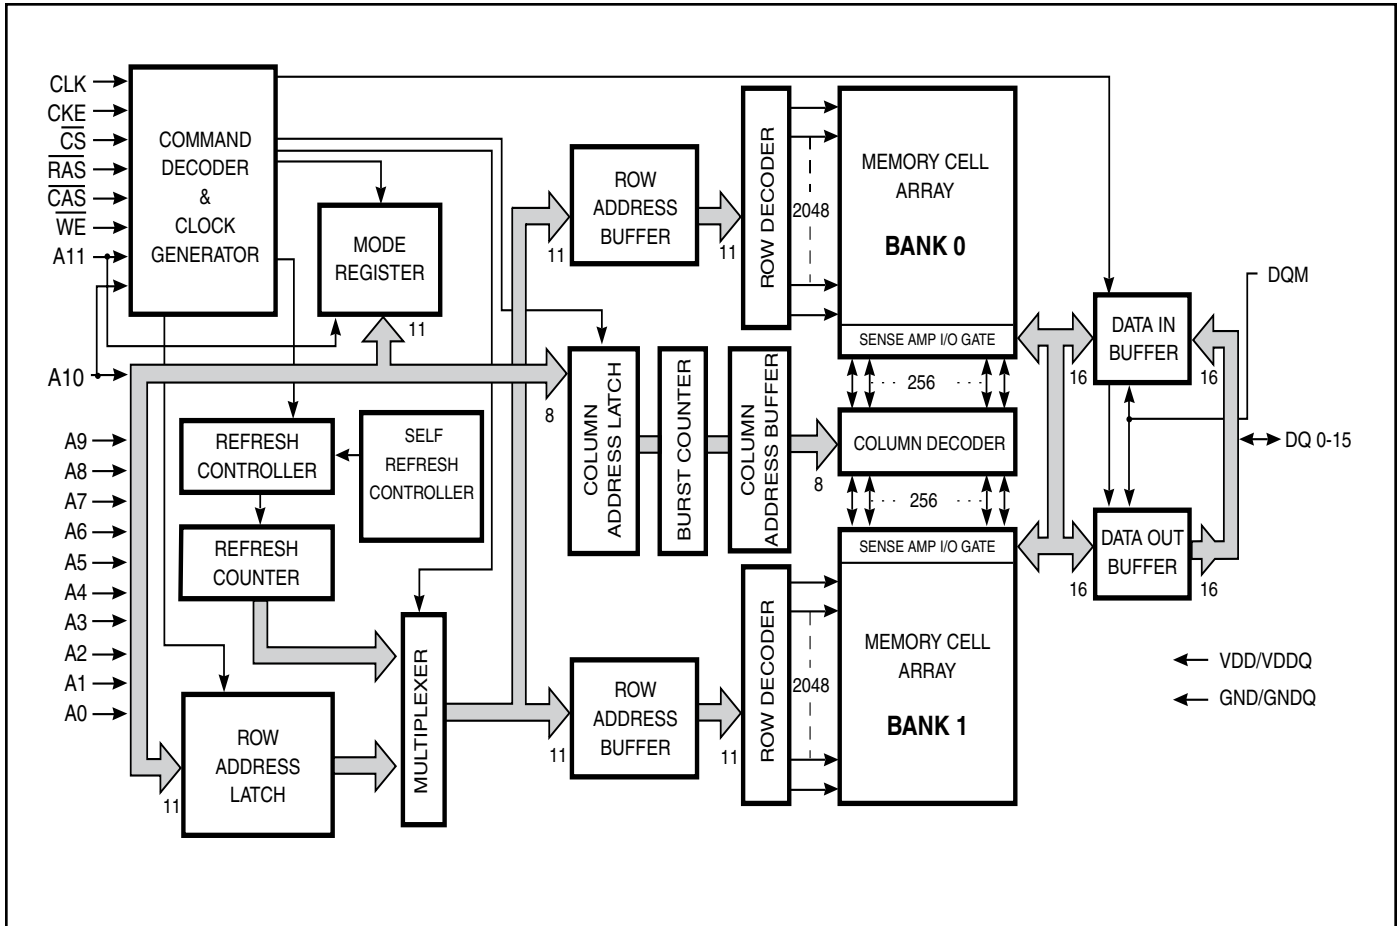 CLK
CKE
CS
RAS
CAS
WE
A11
A10
A9
A8
A7
A6
A5
A4
A3
A2
A1
A0
COMMAND
DECODER
&
CLOCK
GENERATOR
MODE
REGISTER
11
REFRESH
CONTROLLER
SELF
REFRESH
CONTROLLER
REFRESH
COUNTER
ROW
ADDRESS
LATCH
11
MULTIPLEXER
ROW
ADDRESS
BUFFER
11
11
ROW DECODER
2048
MEMORY CELL
ARRAY
BANK 0
SENSE AMP I/O GATE
COLUMN
ADDRESS LATCH
8
BURST COUNTER
COLUMN
ADDRESS BUFFER
8
256
COLUMN DECODER
256
SENSE AMP I/O GATE
MEMORY CELL
ARRAY
BANK 1
ROW
ADDRESS
BUFFER
11
11
ROW DECODER
2048
DATA IN
BUFFER
16
16
DATA OUT
BUFFER
16
16
DQM
DQ 0-15
VDD/VDDQ
GND/GNDQ